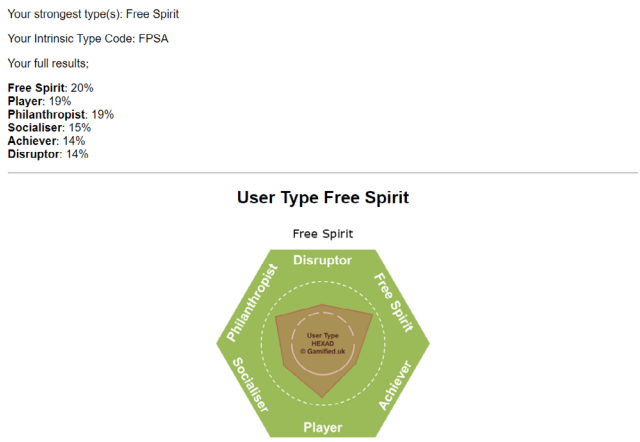 Your strongest type(s): Free Spirit
Your Intrinsic Type Code: FPSA
Your full results;
Free Spirit: 20%
Player: 19%
Philanthropist: 19%
Socialiser: 15%
Achiever: 14%
Disruptor: 14%
User Type Free Spirit
Free Spirit
Disruptor
Philanthropist
Free Spirit
User Type
HEXAD
© Gamified.uk
Socialiser
Achiever
Player